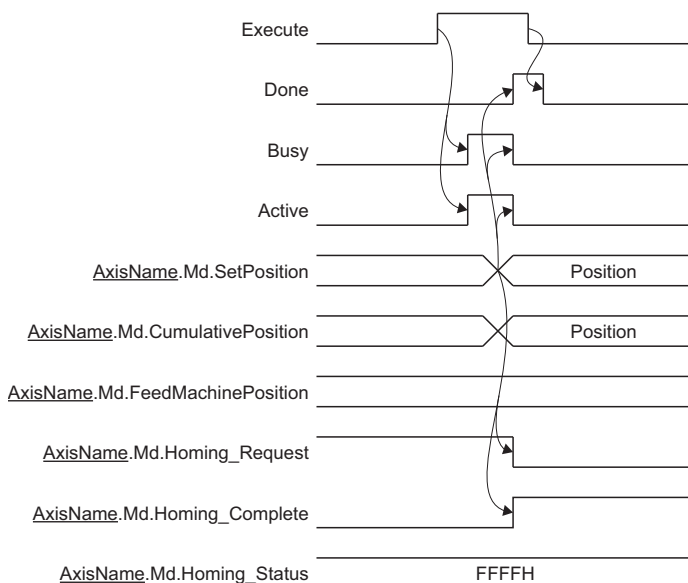 Execute
Done
Busy
Active
AxisName.Md.SetPosition
Position
AxisName.Md.CumulativePosition
Position
AxisName.Md.FeedMachinePosition
AxisName.Md.Homing_Request
AxisName.Md.Homing_Complete
AxisName.Md.Homing_Status
FFFFH